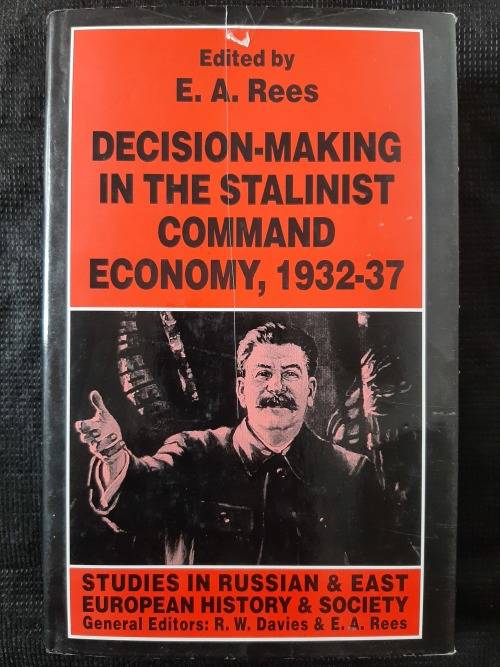 Edited by
E. A. Rees
DECISION-MAKING
IN THE STALINIST
COMMAND
ECONOMY, 1932-37
STUDIES IN RUSSIAN & EAST
EUROPEAN HISTORY & SOCIETY
General Editors: R. W. Davies & E. A. Rees